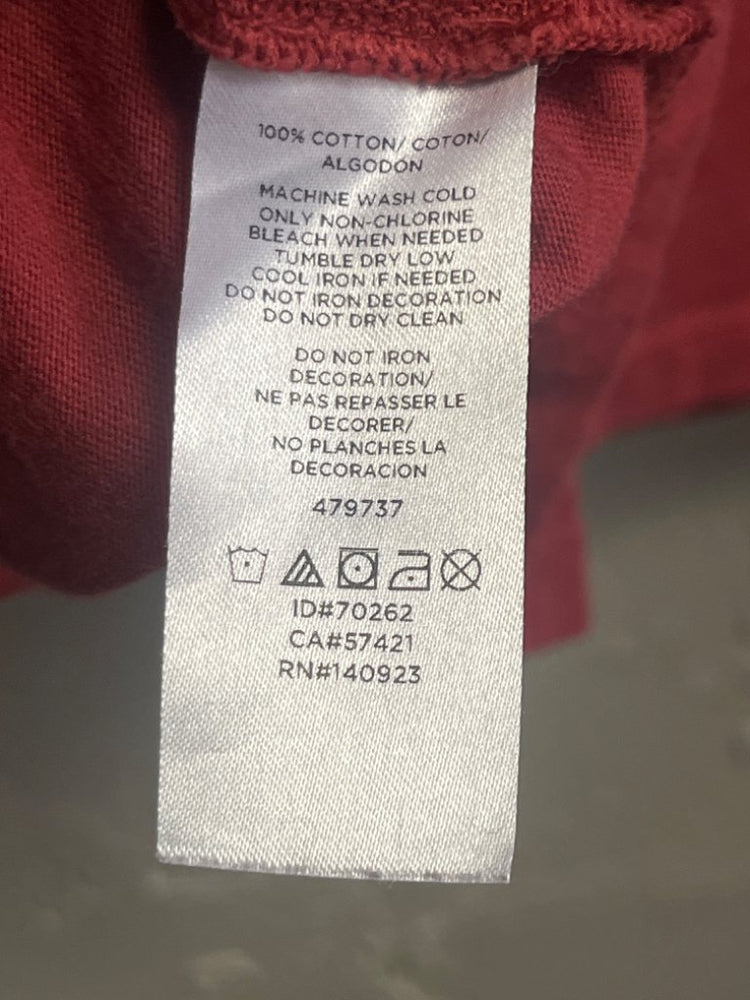 100% COTTON/ COTON/
ALGODON
MACHINE WASH COLD
ONLY NON-CHLORINE
BLEACH WHEN NEEDED
TUMBLE DRY LOW
COOL IRON IF NEEDED
DO NOT IRON DECORATION
DO NOT DRY CLEAN
DO NOT IRON
DECORATION/
NE PAS REPASSER LE
DECORER/
NO PLANCHES LA
DECORACION
479737
ID#70262
CA#57421
RN#140923